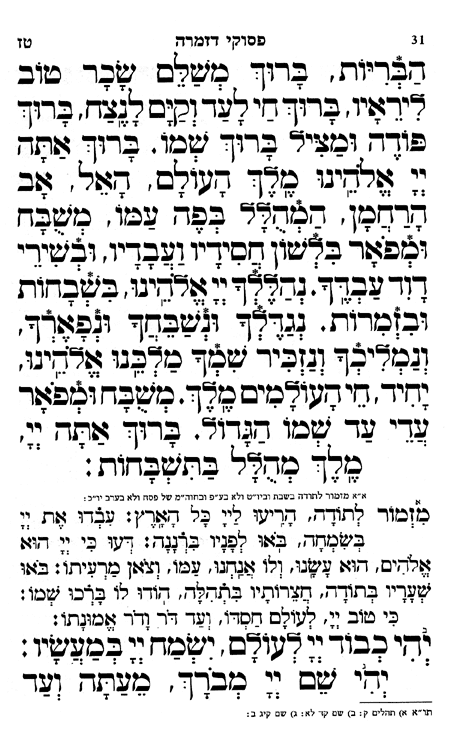 טז פסוקי דזמרה 31
הַבְּרִיּוֹת, בָּרוּךְ מְשַׁלֵּם שָׂכָר טוֹב
לִירֵאָיו, בָּרוּךְ חַי לָעַד וְקַיָּם לָנֶצַח, בָּרוּךְ
פּוֹדֶה וּמַצִּיל בָּרוּךְ שְׁמוֹ. בָּרוּךְ אַתָּה
יְיָ אֱלֹהֵינוּ מֶלֶךְ הָעוֹלָם, הָאֵל, אָב
הָרַחֲמָן, הַמְהֻלָּל בְּפֶה עַמּוֹ, מְשֻׁבָּח
וּמְפֹאָר בִּלְשׁוֹן חֲסִידָיו וַעֲבָדָיו, וּבְשִׁירֵי
דָוִד עַבְדֶּךָ. נְהַלֶּלְךָ יְיָ אֱלֹהֵינוּ, בִּשְׁבָחוֹת
וּבִזְמִרוֹת. נְגַדֶּלְךָ וּנְשַׁבֵּחֲךָ וּנְפָאֶרְךָ,
וְנַמְלִיכְךָ וְנַזְכִּיר שִׁמְךָ מַלְכֵּנוּ אֱלֹהֵינוּ,
יָחִיד, חֵי הָעוֹלָמִים מֶלֶךְ. מְשֻׁבָּח וּמְפֹאָר
עֲדֵי עַד שְׁמוֹ הַגָּדוֹל. בָּרוּךְ אַתָּה יְיָ,
מֶלֶךְ מְהֻלָּל בַּתִּשְׁבָּחוֹת:
א"א מזמור לתודה בשבת וביו"ט ולא בע"פ ובחוה"מ של פסח ולא בערב יו"כ:
מִזְמוֹר לְתוֹדָה, הָרִיעוּ לַייָ כָּל הָאָרֶץ: עִבְדוּ אֶת יְיָ
בְּשִׂמְחָה, בֹּאוּ לְפָנָיו בִּרְנָנָה: דְּעוּ כִּי יְיָ הוּא
אֱלֹהִים, הוּא עָשָׂנוּ, וְלוֹ אֲנַחְנוּ, עַמּוֹ, וְצֹאן מַרְעִיתוֹ: בֹּאוּ
שְׁעָרָיו בְּתוֹדָה, חֲצֵרוֹתָיו בִּתְהִלָּה, הוֹדוּ לוֹ בָּרְכוּ שְׁמוֹ:
כִּי טוֹב יְיָ, לְעוֹלָם חַסְדּוֹ, וְעַד דֹּר וָדֹר אֱמוּנָתוֹ:
יְהִי כְבוֹד יְיָ לְעוֹלָם, יִשְׂמַח יְיָ בְּמַעֲשָׂיו:
יְהִי שֵׁם יְיָ מְבֹרָךְ, מֵעַתָּה וְעַד
תו"א א) תהלים ק: ב) שם קד לא: ג) שם קיג ב: